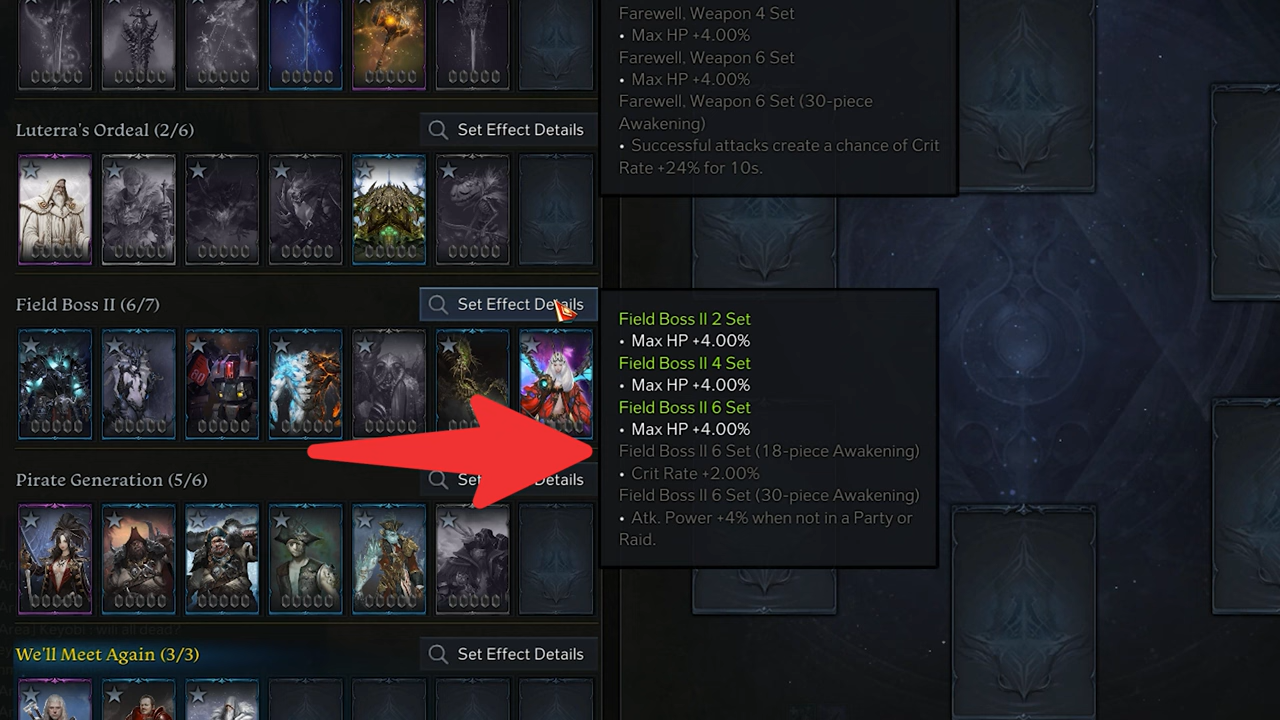 Farewell, Weapon 4 Set
• Max HP +4.00%
Farewell, Weapon 6 Set
• Max HP +4.00%
Farewell, Weapon 6 Set (30-piece
Awakening)
• Successful attacks create a chance of Crit
Rate +24% for 10s.
Luterra's Ordeal (2/6)
Set Effect Details
Field Boss II (6/7)
Set Effect Details
Field Boss II 2 Set
• Max HP +4.00%
Field Boss II 4 Set
• Max HP +4.00%
Field Boss II 6 Set
• Max HP +4.00%
Field Boss II 6 Set (18-piece Awakening)
• Crit Rate +2.00%
Field Boss II 6 Set (30-piece Awakening)
• Atk. Power +4% when not in a Party or
Raid.
GO
Pirate Generation (5/6)
Set Details
We'll Meet Again (3/3)
Set Effect Details